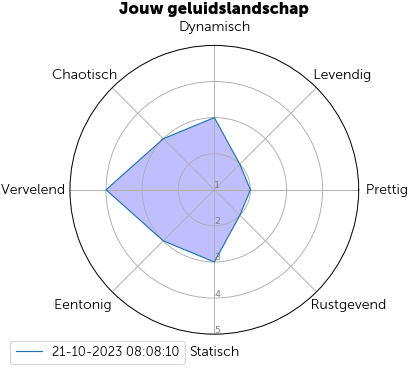 Jouw geluidslandschap
Dynamisch
Chaotisch
Levendig
Vervelend
1
Prettig
2
3
Eentonig
4
Rustgevend
5
21-10-2023 08:08:10
Statisch